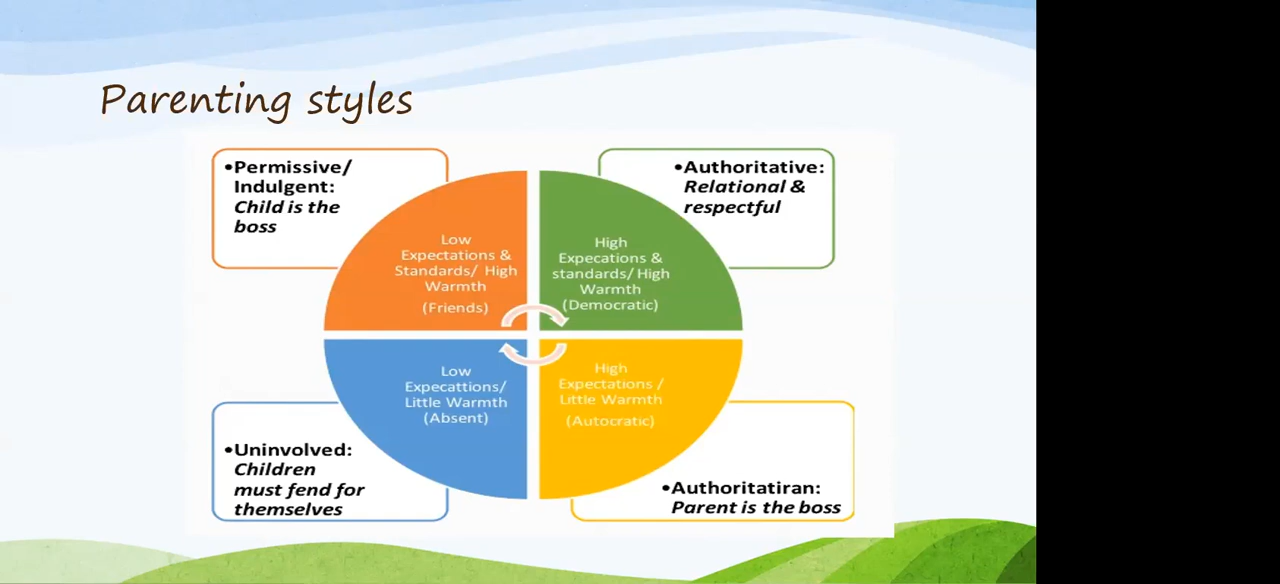 Parenting styles
•Permissive/
Indulgent:
Child is the
boss
•Authoritative:
Relational &
respectful
Low
Expectations &
Standards/ High
Warmth
(Friends)
High
Expecations &
standards/ High
Warmth
(Democratic)
Low
Expecattions/
Little Warmth
(Absent)
High
Expectations /
Little Warmth
(Autocratic)
•Uninvolved:
Children
must fend for
themselves
•Authoritatiran:
Parent is the boss